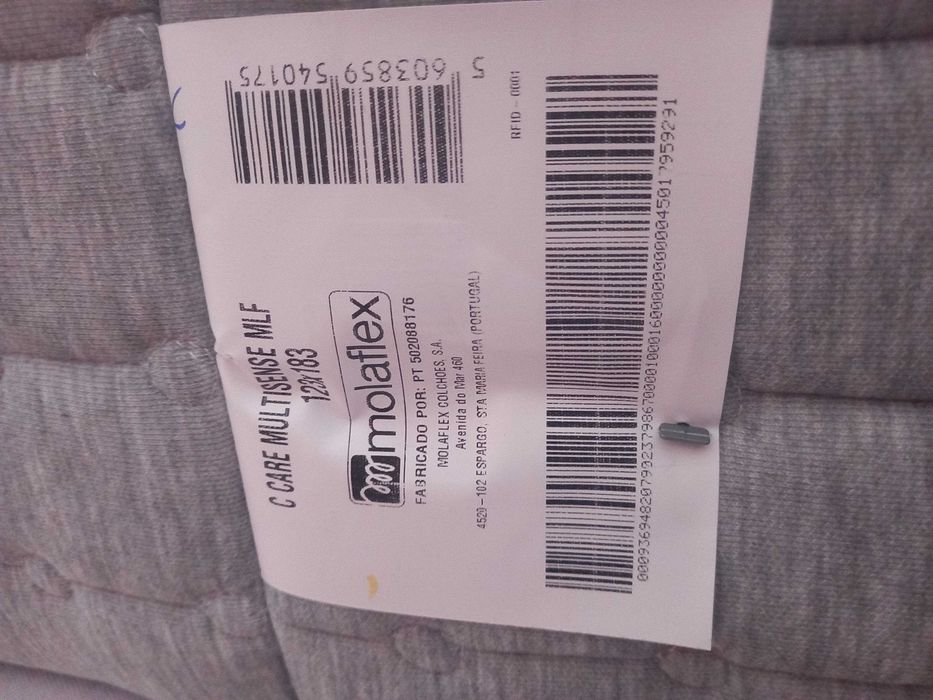 C CARE MULTISENSE MLF
123x183
molaflex
FABRICADO POR: PT 502088176
MOLAFLEX COLCHOES, S.A.
Avenida do Mar 460
4520-102 ESPARGO, STA MARIA FEIRA (PORTUGAL)
5 603859 540175
RFID - 0001